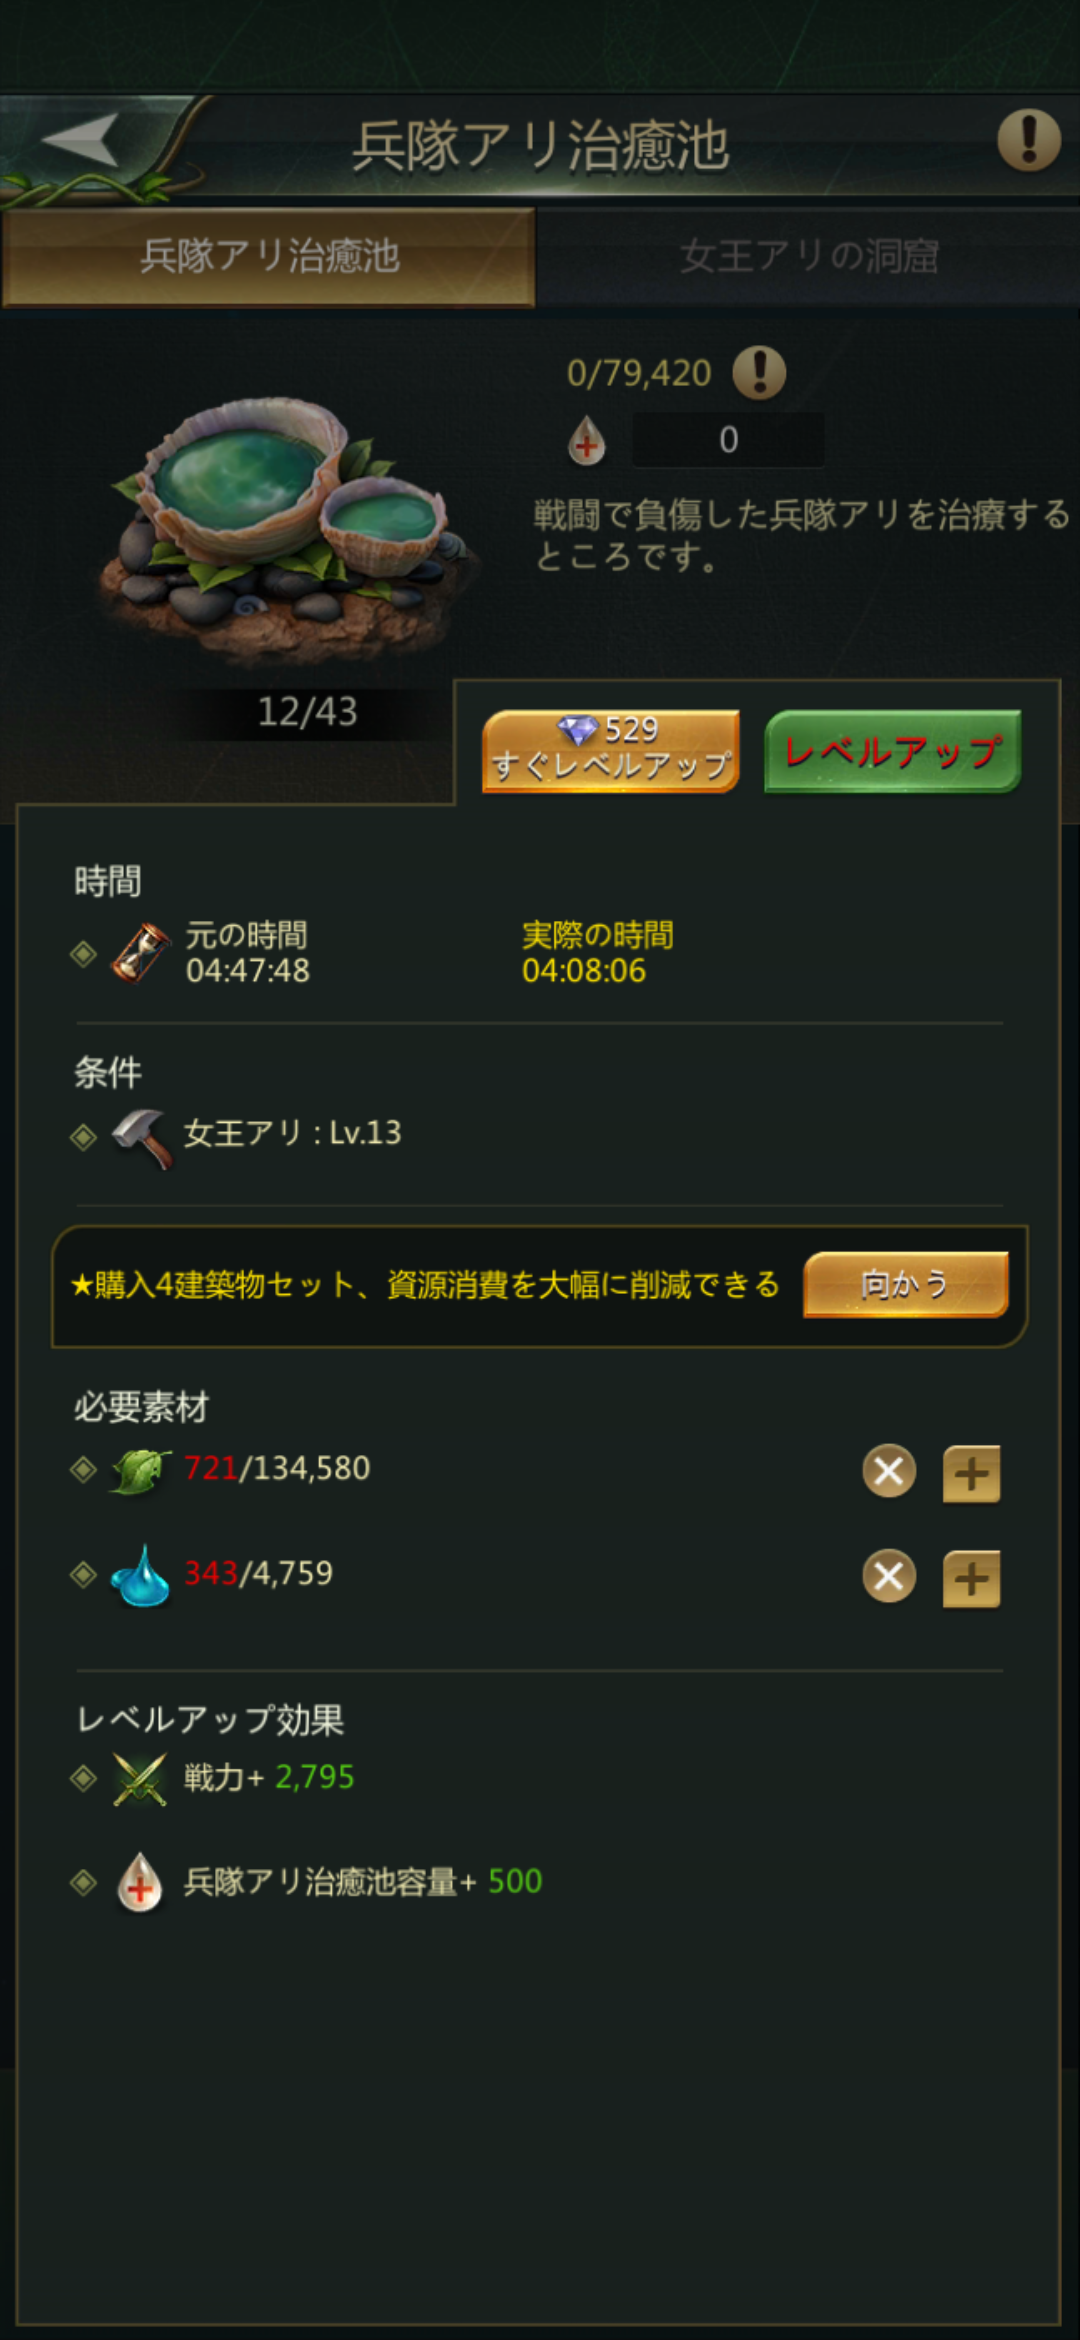 兵隊アリ治癒池
兵隊アリ治癒池
女王アリの洞窟
0/79,420
0
戦闘で負傷した兵隊アリを治療する
ところです。
12/43
529
すぐレベルアップ
レベルアップ
時間
元の時間
実際の時間
04:47:48
04:08:06
条件
女王アリ : Lv.13
★購入4建築物セット、資源消費を大幅に削減できる
向かう
必要素材
721/134,580
343/4,759
レベルアップ効果
戦力+ 2,795
兵隊アリ治癒池容量+ 500